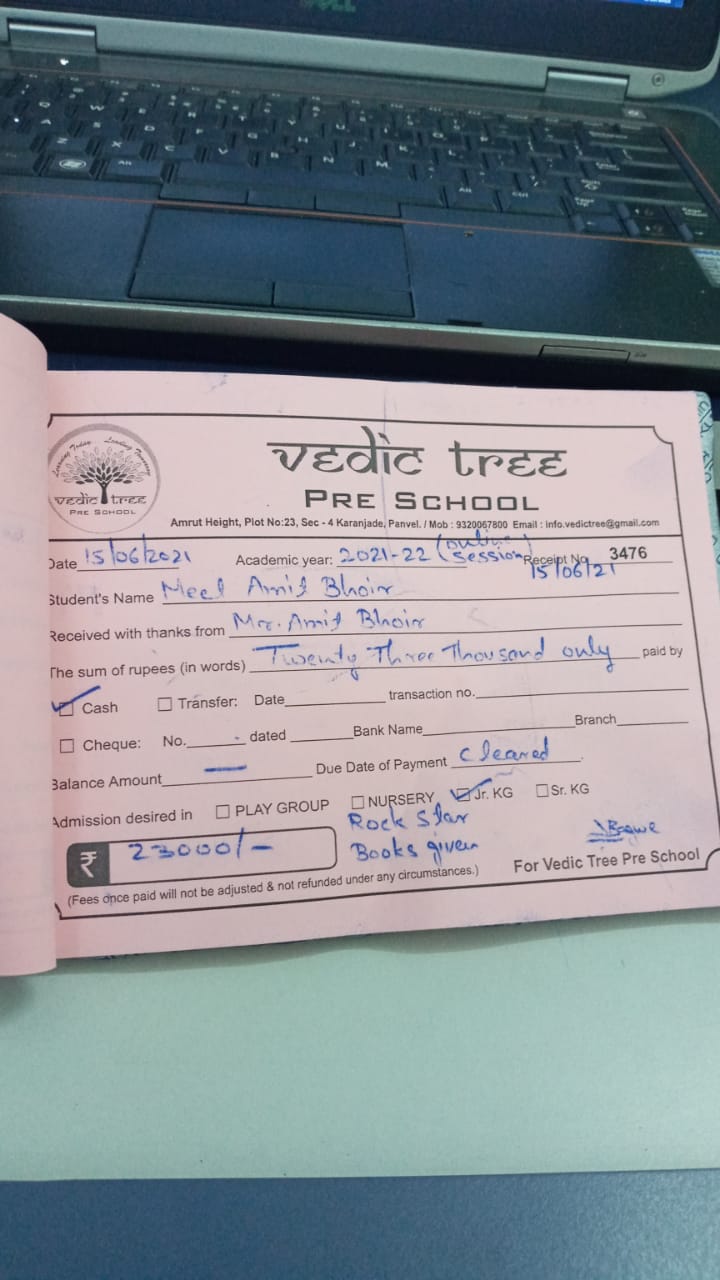 DELL
Learning Today Leading Tomorrow
vedic tree
PRE SCHOOL
vedic tree
PRE SCHOOL
Amrut Height, Plot No:23, Sec - 4 Karanjade, Panvel. / Mob : 9320067800 Email : info.vedictree@gmail.com
Date 15/06/2021 Academic year: 2021-22 (online Session) Receipt No. 3476
15/06/21
Student's Name Meet Amit Bhoir
Received with thanks from Mr. Amit Bhoir
The sum of rupees (in words) Twenty Three Thousand only paid by
Cash Transfer: Date transaction no.
Cheque: No. dated Bank Name Branch
Balance Amount — Due Date of Payment Cleared
Admission desired in PLAY GROUP NURSERY Jr. KG Sr. KG
Rock Star
₹ 23000/- Books given
For Vedic Tree Pre School
(Fees once paid will not be adjusted & not refunded under any circumstances.)